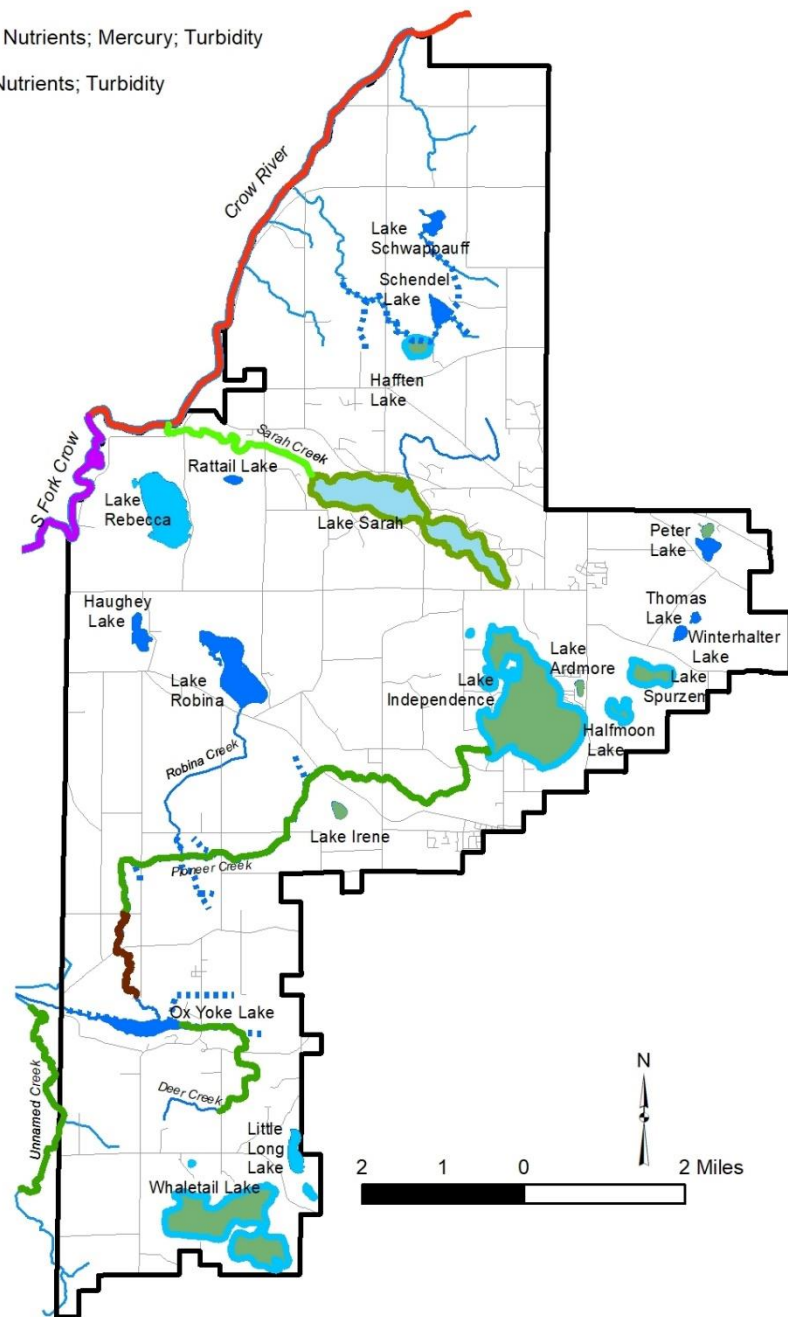 Nutrients; Mercury; Turbidity
Nutrients; Turbidity
Crow River
Lake
Schwappauff
Schendel
Lake
Hafften
Lake
S Fork Crow
Sarah Creek
Rattail Lake
Lake
Rebecca
Lake Sarah
Peter
Lake
Thomas
Lake
Winterhalter
Lake
Haughey
Lake
Lake
Robina
Lake
Ardmore
Lake
Independence
Lake
Spurzem
Halfmoon
Lake
Robina Creek
Lake Irene
Pioneer Creek
Ox Yoke Lake
Deer Creek
Unnamed Creek
Little
Long
Lake
Whaletail Lake
N
2 1 0 2 Miles